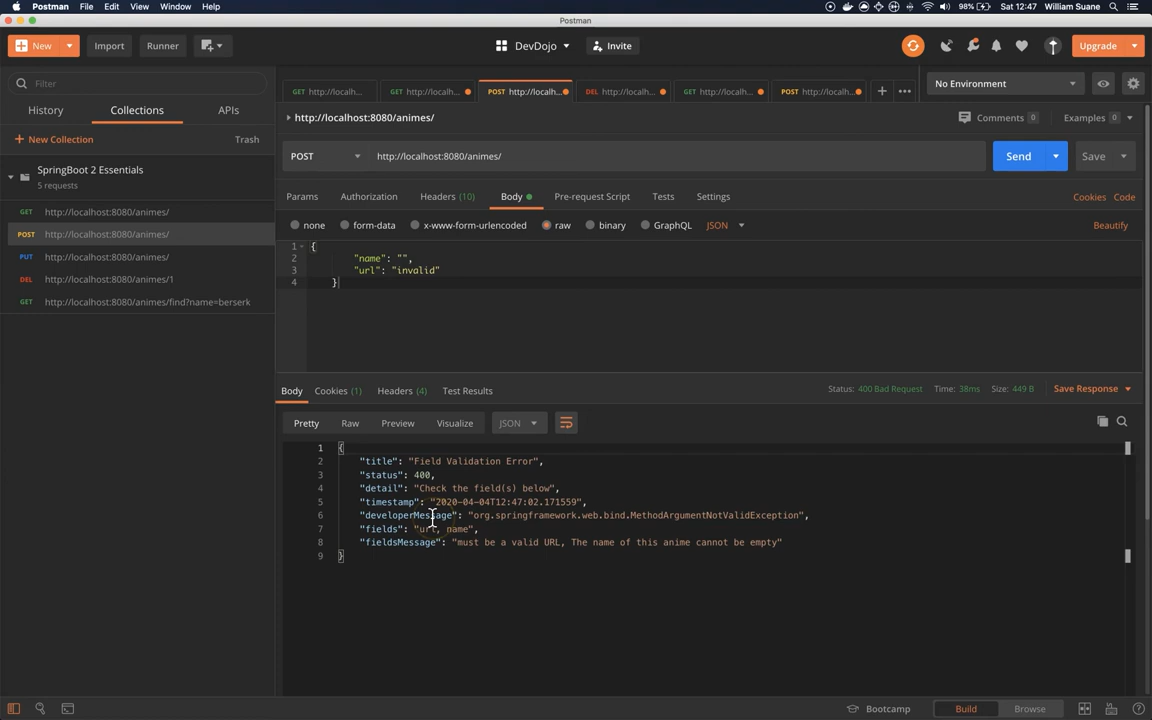 Postman File Edit View Window Help 98% Sat 12:47 William Suane
Postman
New Import Runner DevDojo Invite Upgrade
Filter
History Collections APIs
New Collection Trash
SpringBoot 2 Essentials
5 requests
GET http://localhost:8080/animes/
POST http://localhost:8080/animes/
PUT http://localhost:8080/animes/
DEL http://localhost:8080/animes/1
GET http://localhost:8080/animes/find?name=berserk
GET http://localh... GET http://localh... POST http://localh... DEL http://localh... GET http://localh... POST http://localh... No Environment
http://localhost:8080/animes/ Comments 0 Examples 0
POST http://localhost:8080/animes/ Send Save
Params Authorization Headers (10) Body Pre-request Script Tests Settings Cookies Code
none form-data x-www-form-urlencoded raw binary GraphQL JSON Beautify
1 {
2 "name": "",
3 "url": "invalid"
4 }
Body Cookies (1) Headers (4) Test Results Status: 400 Bad Request Time: 38ms Size: 449 B Save Response
Pretty Raw Preview Visualize JSON
1 {
2 "title": "Field Validation Error",
3 "status": 400,
4 "detail": "Check the field(s) below",
5 "timestamp": "2020-04-04T12:47:02.171559",
6 "developerMessage": "org.springframework.web.bind.MethodArgumentNotValidException",
7 "fields": "url, name",
8 "fieldsMessage": "must be a valid URL, The name of this anime cannot be empty"
9 }
Bootcamp Build Browse